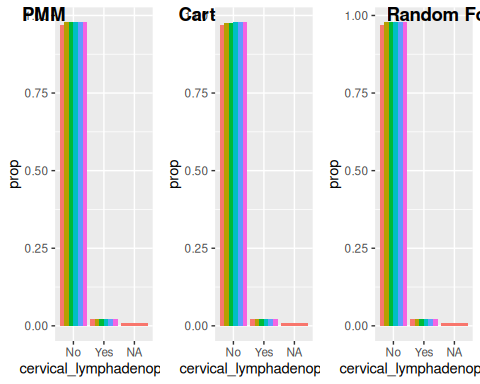 PMM
1.00
0.75
0.50
0.25
0.00
prop
No Yes NA
cervical_lymphadenop
Cart
0.75
0.50
0.25
0.00
prop
No Yes NA
cervical_lymphadenop
Random Fo
1.00
0.75
0.50
0.25
0.00
prop
No Yes NA
cervical_lymphadenop